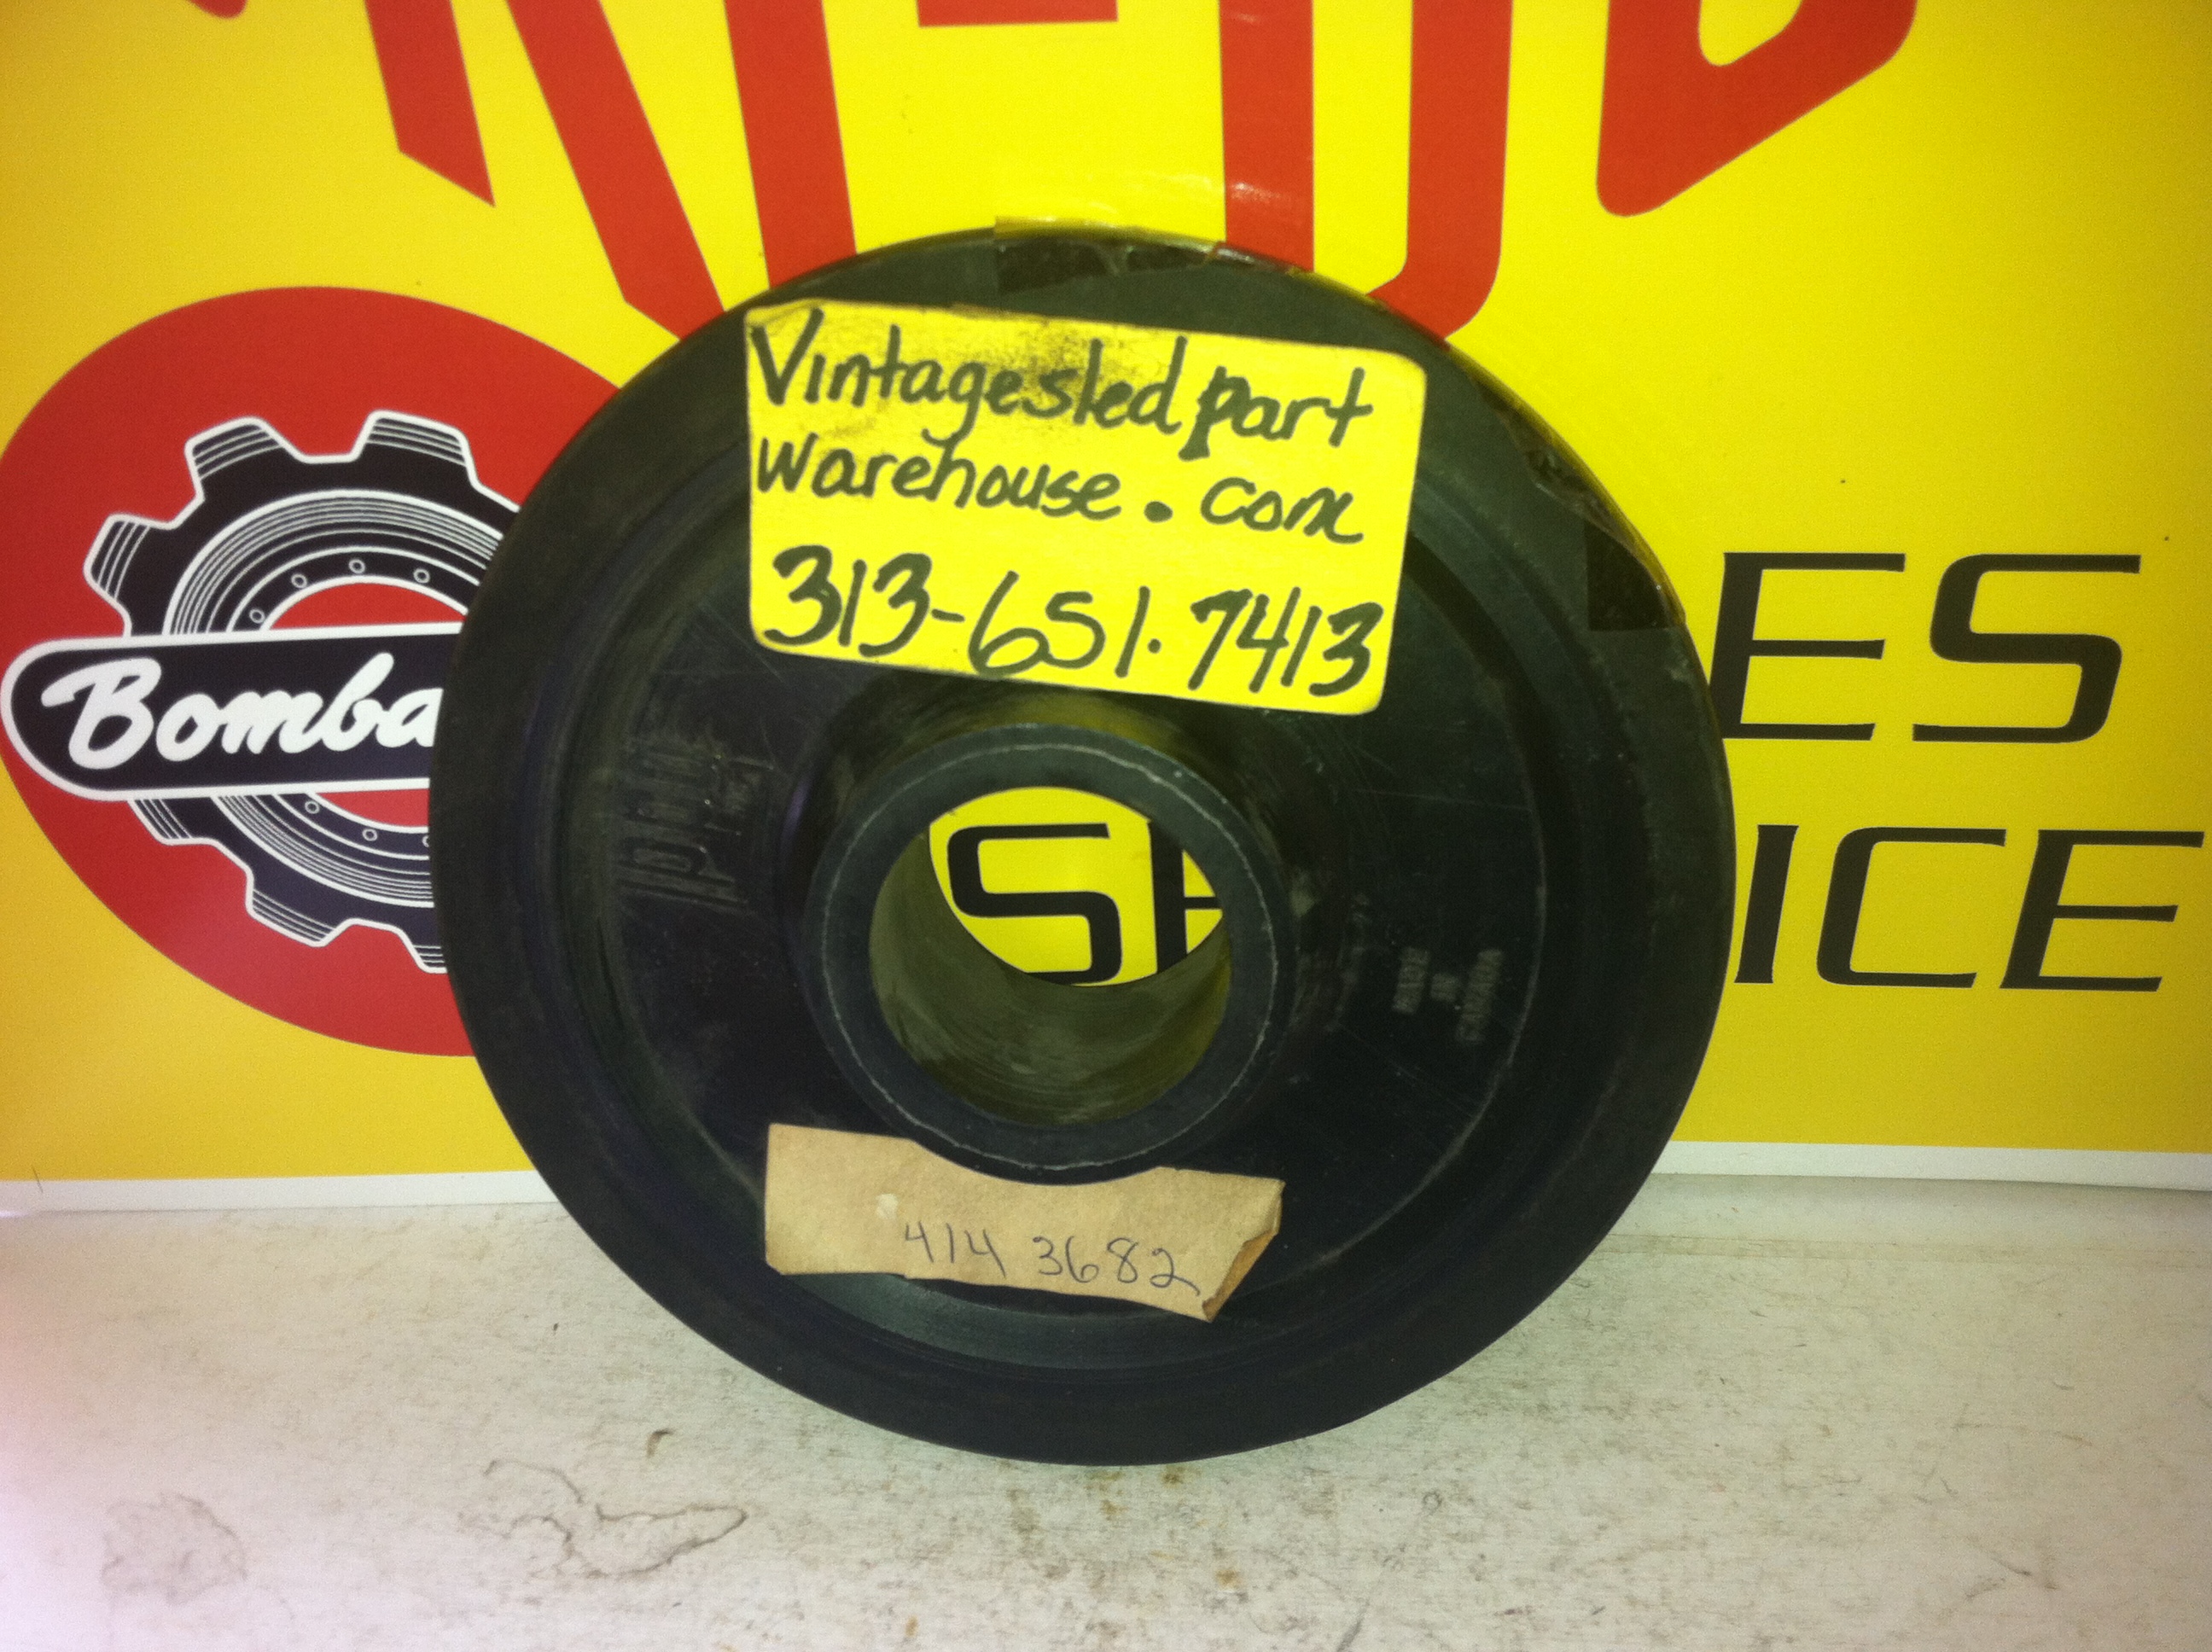 Vintagesled part
warehouse. com
313-651.7413
Bomba
ES
S
ICE
MADE
IN
CANADA
414 3682